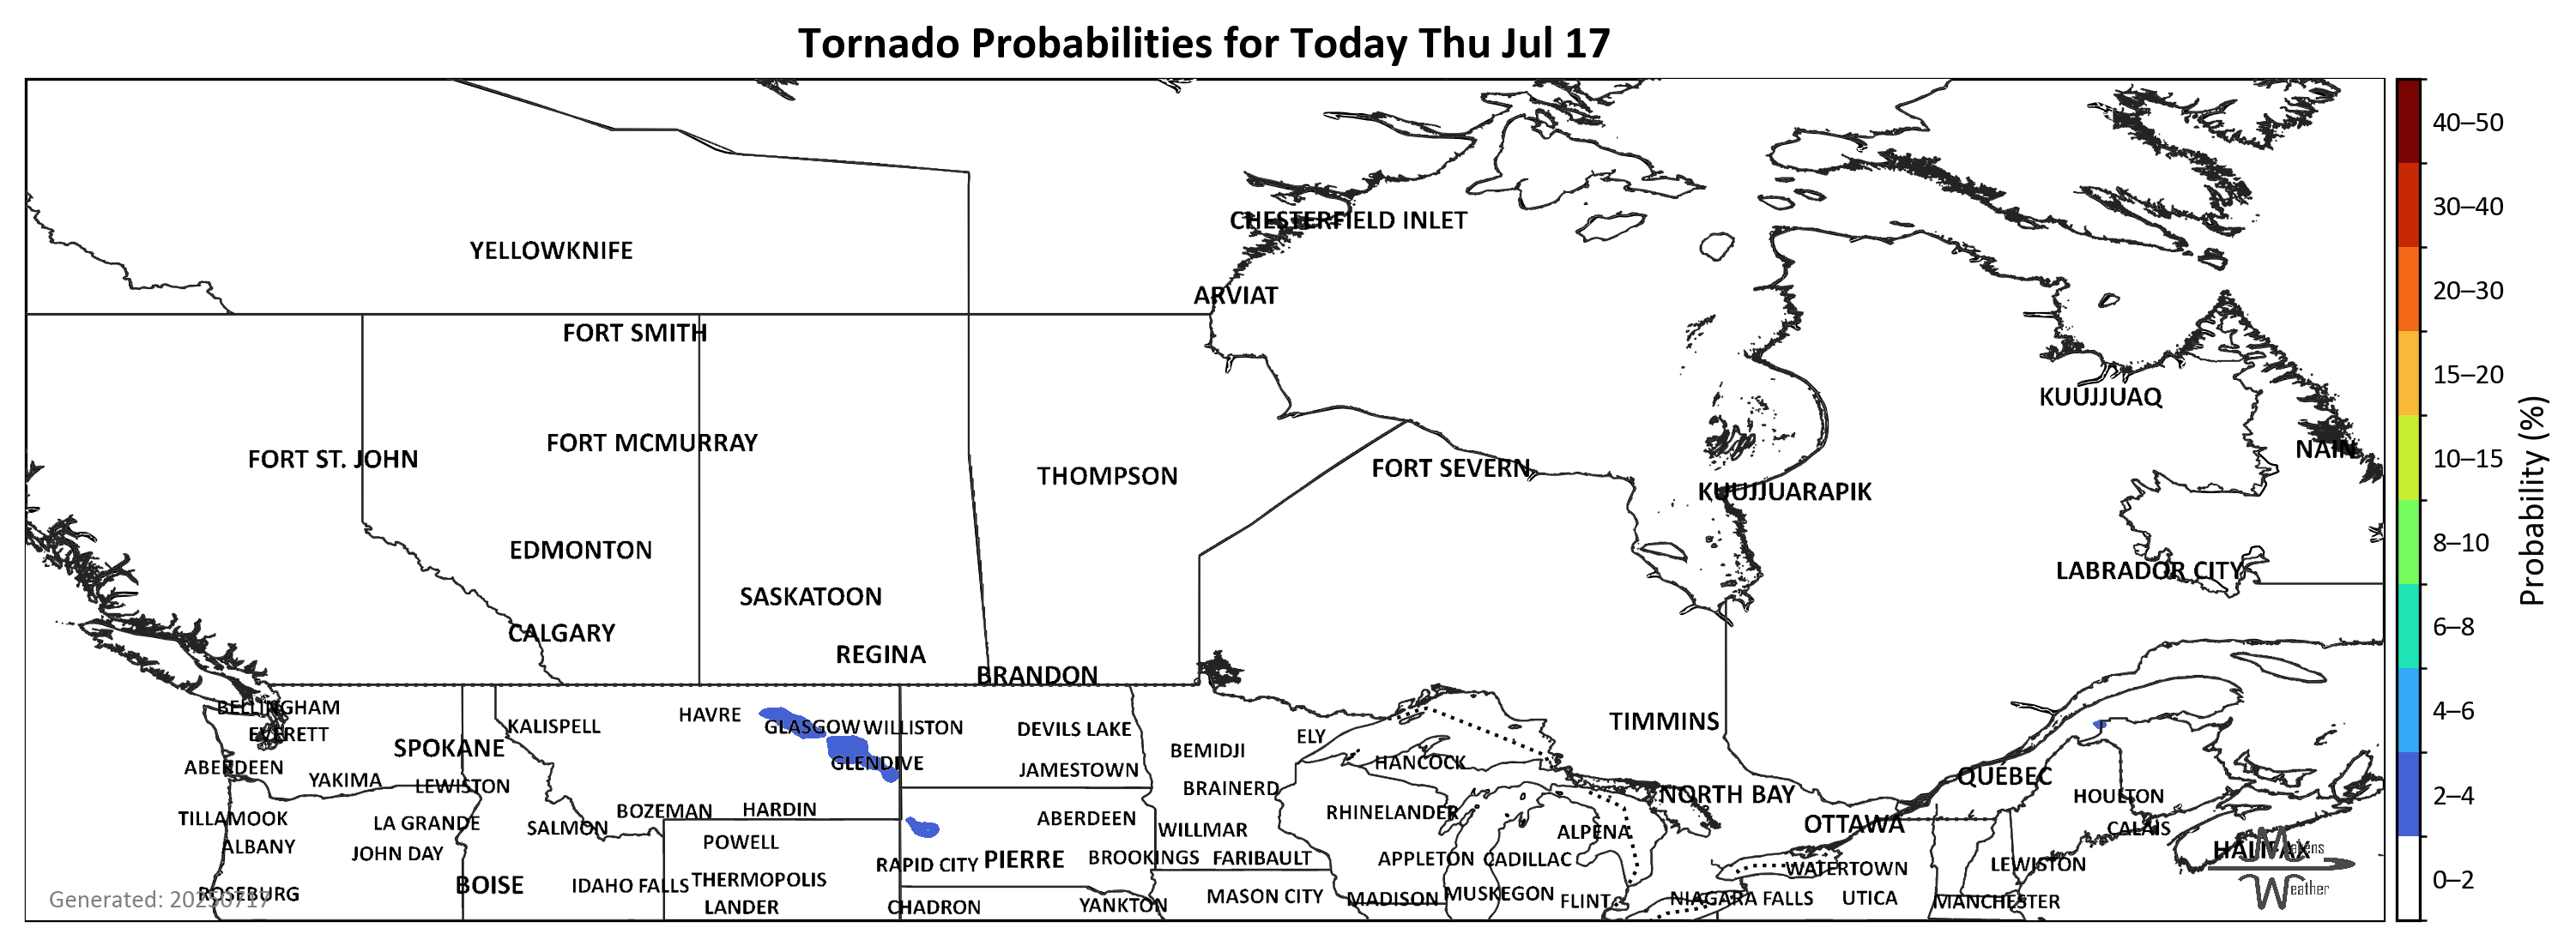 Tornado Probabilities for Today Thu Jul 17
40–50
30–40
CHESTERFIELD INLET
YELLOWKNIFE
20–30
ARVIAT
FORT SMITH
15–20
KUUJJUAQ
FORT MCMURRAY
NAIN
10–15
FORT ST. JOHN
FORT SEVERN
THOMPSON
KUUJJUARAPIK
Probability (%)
8–10
EDMONTON
LABRADOR CITY
SASKATOON
6–8
CALGARY
REGINA
BRANDON
BELLINGHAM
HAVRE
4–6
KALISPELL
GLASGOW
WILLISTON
DEVILS LAKE
TIMMINS
EVERETT
ELY
SPOKANE
BEMIDJI
GLENDIVE
HANCOCK
ABERDEEN
JAMESTOWN
QUÉBEC
YAKIMA
LEWISTON
BRAINERD
NORTH BAY
HOULTON
2–4
BOZEMAN
HARDIN
RHINELANDER
TILLAMOOK
LA GRANDE
SALMON
ABERDEEN
WILLMAR
ALPENA
OTTAWA
CALAIS
ALBANY
JOHN DAY
POWELL
HALIFAX
RAPID CITY
PIERRE
BROOKINGS
FARIBAULT
APPLETON
CADILLAC
WATERTOWN
LEWISTON
BOISE
IDAHO FALLS
THERMOPOLIS
0–2
ROSEBURG
Generated: 20250717
LANDER
CHADRON
YANKTON
MASON CITY
MADISON
MUSKEGON
FLINT
NIAGARA FALLS
UTICA
MANCHESTER
Weather